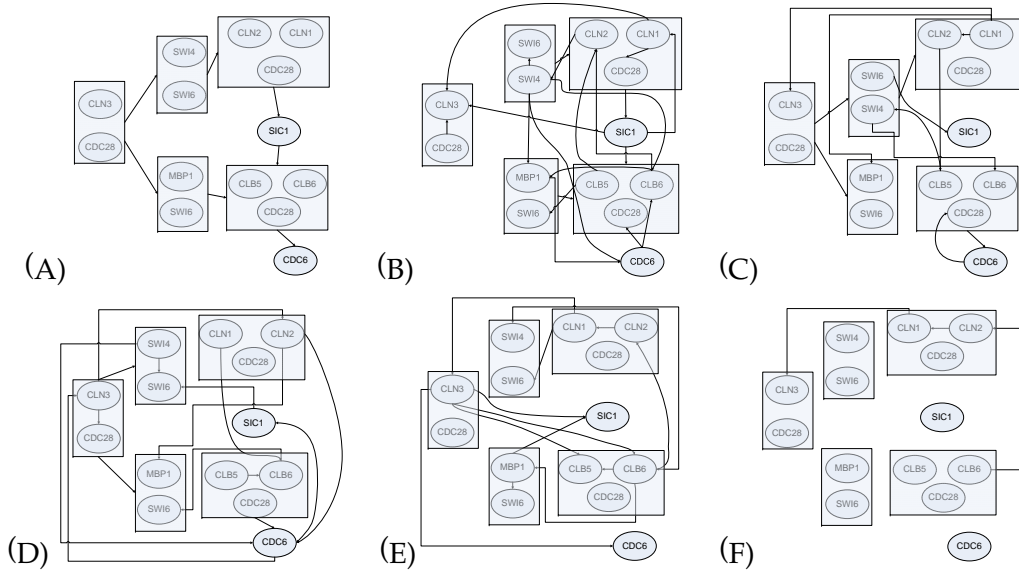 CLN3
CDC28
SWI4
SWI6
MBP1
SWI6
CLN2 CLN1
CDC28
SIC1
CLB5 CLB6
CDC28
CDC6
(A)
CLN3
CDC28
SWI6
SWI4
MBP1
SWI6
CLN2 CLN1
CDC28
SIC1
CLB5 CLB6
CDC28
CDC6
(B)
CLN3
CDC28
SWI6
SWI4
MBP1
SWI6
CLN2 CLN1
CDC28
SIC1
CLB5 CLB6
CDC28
CDC6
(C)
CLN3
CDC28
SWI4
SWI6
MBP1
SWI6
CLN1 CLN2
CDC28
SIC1
CLB5 CLB6
CDC28
CDC6
(D)
CLN3
CDC28
SWI4
SWI6
MBP1
SWI6
CLN1 CLN2
CDC28
SIC1
CLB5 CLB6
CDC28
CDC6
(E)
CLN3
CDC28
SWI4
SWI6
MBP1
SWI6
CLN1 CLN2
CDC28
SIC1
CLB5 CLB6
CDC28
CDC6
(F)